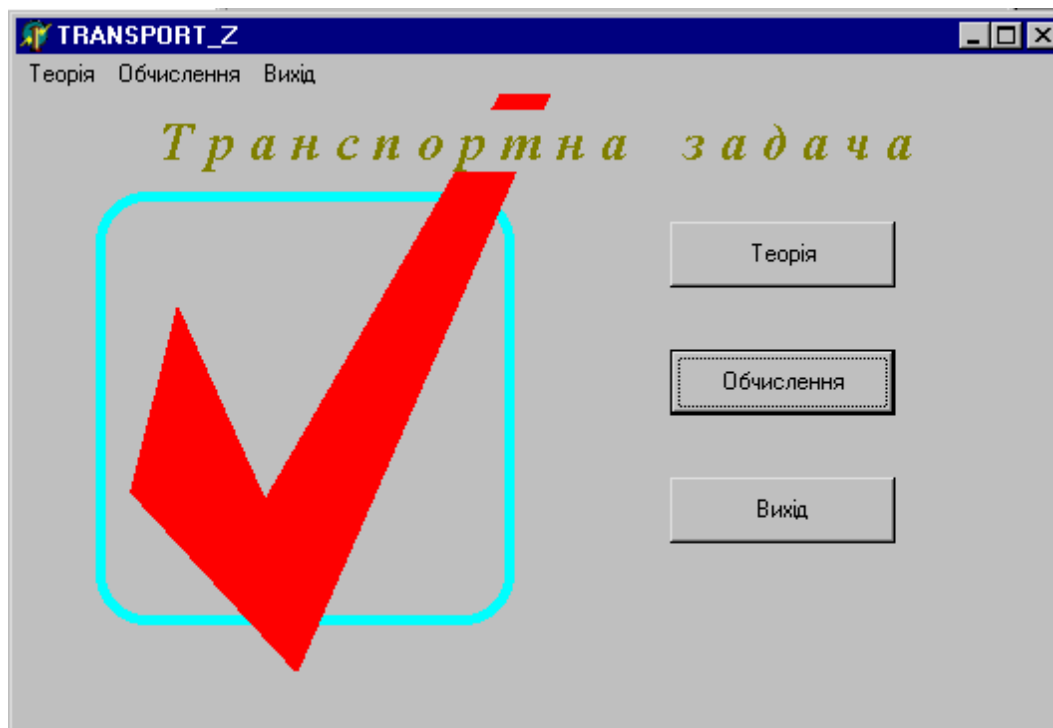 TRANSPORT_Z
Теорія Обчислення Вихід
Транспортна задача
Теорія
Обчислення
Вихід